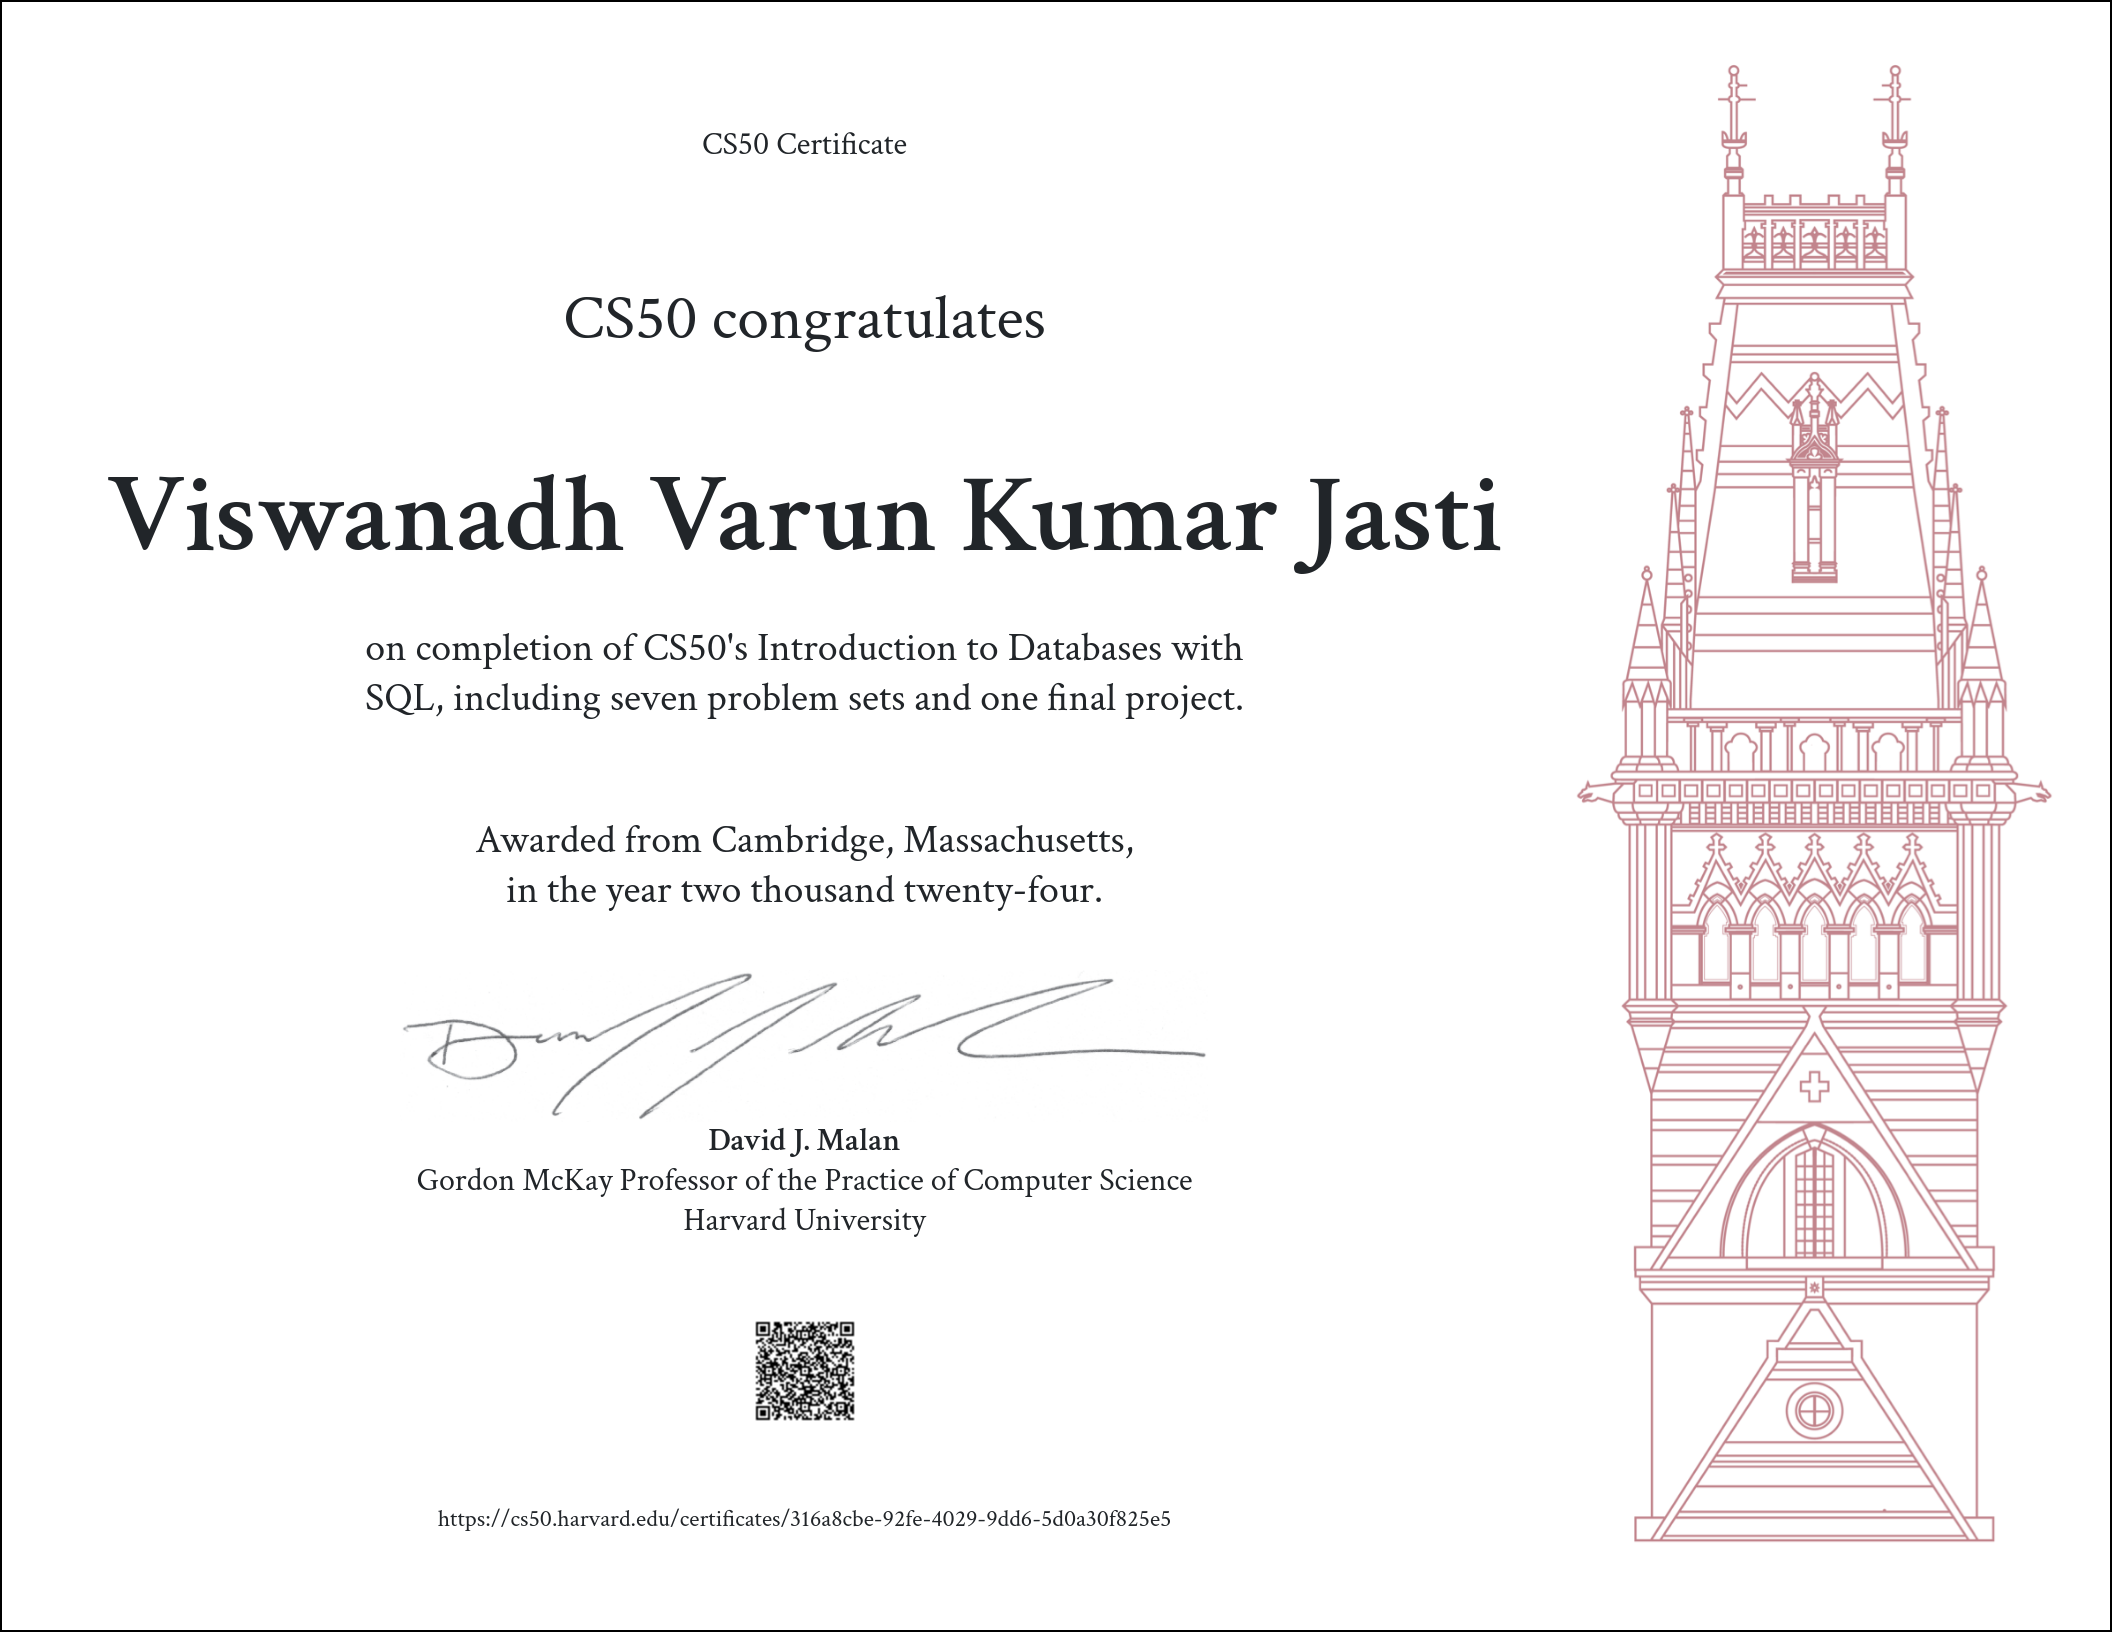 CS50 Certificate
CS50 congratulates
Viswanadh Varun Kumar Jasti
on completion of CS50's Introduction to Databases with
SQL, including seven problem sets and one final project.
Awarded from Cambridge, Massachusetts,
in the year two thousand twenty-four.
David J. Malan
Gordon McKay Professor of the Practice of Computer Science
Harvard University
https://cs50.harvard.edu/certificates/316a8cbe-92fe-4029-9dd6-5d0a30f825e5